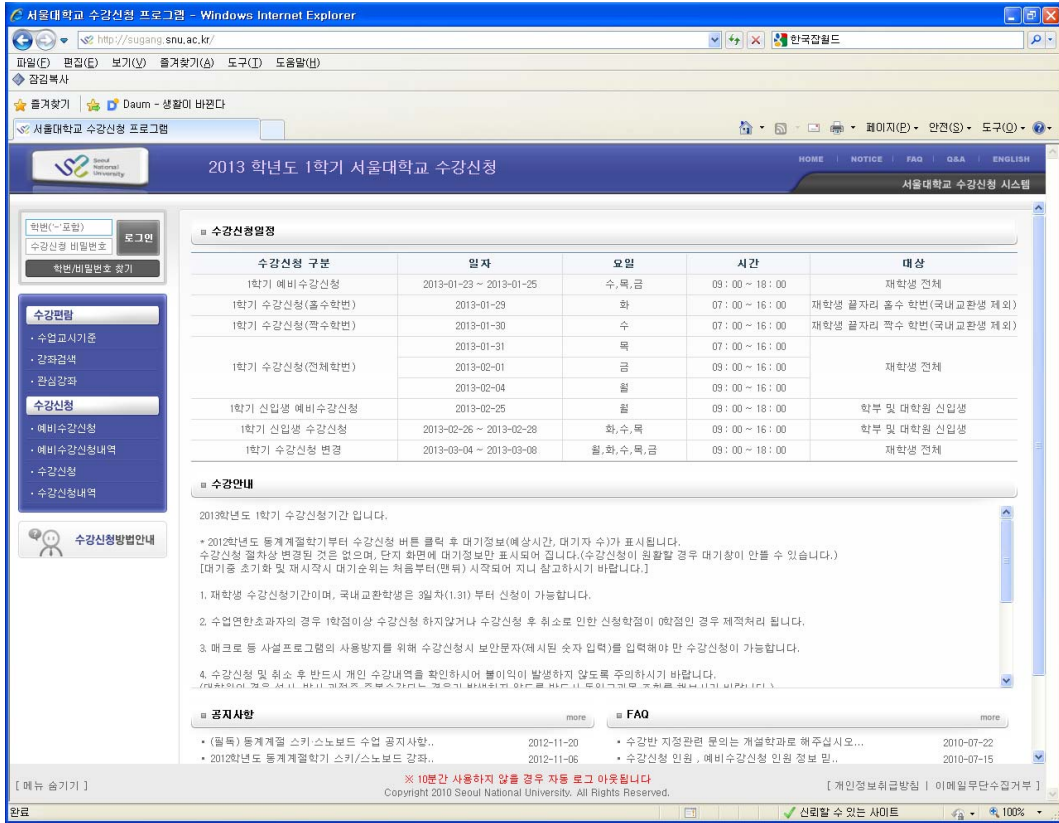 서울대학교 수강신청 프로그램 - Windows Internet Explorer
http://sugang.snu.ac.kr/
한국잡월드
파일(F) 편집(E) 보기(V) 즐겨찾기(A) 도구(T) 도움말(H)
잠김복사
즐겨찾기 Daum - 생활이 바뀐다
서울대학교 수강신청 프로그램
페이지(P) 안전(S) 도구(O)
Seoul National University
2013 학년도 1학기 서울대학교 수강신청
HOME | NOTICE | FAQ | Q&A | ENGLISH
서울대학교 수강신청 시스템
학번('-'포함)
수강신청 비밀번호
로그인
학번/비밀번호 찾기
수강편람
· 수업교시기준
· 강좌검색
· 관심강좌
수강신청
· 예비수강신청
· 예비수강신청내역
· 수강신청
· 수강신청내역
수강신청방법안내
수강신청일정
수강신청 구분 일자 요일 시간 대상
1학기 예비수강신청 2013-01-23 ~ 2013-01-25 수,목,금 09 : 00 ~ 18 : 00 재학생 전체
1학기 수강신청(홀수학번) 2013-01-29 화 07 : 00 ~ 16 : 00 재학생 끝자리 홀수 학번(국내교환생 제외)
1학기 수강신청(짝수학번) 2013-01-30 수 07 : 00 ~ 16 : 00 재학생 끝자리 짝수 학번(국내교환생 제외)
1학기 수강신청(전체학번) 2013-01-31 목 07 : 00 ~ 16 : 00 재학생 전체
2013-02-01 금 09 : 00 ~ 16 : 00
2013-02-04 월 09 : 00 ~ 16 : 00
1학기 신입생 예비수강신청 2013-02-25 월 09 : 00 ~ 18 : 00 학부 및 대학원 신입생
1학기 신입생 수강신청 2013-02-26 ~ 2013-02-28 화,수,목 09 : 00 ~ 16 : 00 학부 및 대학원 신입생
1학기 수강신청 변경 2013-03-04 ~ 2013-03-08 월,화,수,목,금 09 : 00 ~ 18 : 00 재학생 전체
수강안내
2013학년도 1학기 수강신청기간 입니다.
* 2012학년도 동계계절학기부터 수강신청 버튼 클릭 후 대기정보(예상시간, 대기자 수)가 표시됩니다.
수강신청 절차상 변경된 것은 없으며, 단지 화면에 대기정보만 표시되어 집니다.(수강신청이 원활할 경우 대기창이 안뜰 수 있습니다.)
[대기중 초기화 및 재시작시 대기순위는 처음부터(맨뒤) 시작되어 지니 참고하시기 바랍니다.]
1. 재학생 수강신청기간이며, 국내교환학생은 3일차(1.31) 부터 신청이 가능합니다.
2. 수업연한초과자의 경우 1학점이상 수강신청 하지않거나 수강신청 후 취소로 인한 신청학점이 0학점인 경우 제적처리 됩니다.
3. 매크로 등 사설프로그램의 사용방지를 위해 수강신청시 보안문자(제시된 숫자 입력)를 입력해야 만 수강신청이 가능합니다.
4. 수강신청 및 취소 후 반드시 개인 수강내역을 확인하시어 불이익이 발생하지 않도록 주의하시기 바랍니다.
공지사항 more
• (필독) 동계계절 스키·스노보드 수업 공지사항.. 2012-11-20
• 2012학년도 동계계절학기 스키/스노보드 강좌.. 2012-11-06
FAQ more
• 수강반 지정관련 문의는 개설학과로 해주십시오... 2010-07-22
• 수강신청 인원 , 예비수강신청 인원 정보 및.. 2010-07-15
[ 메뉴 숨기기 ]
※ 10분간 사용하지 않을 경우 자동 로그 아웃됩니다
Copyright 2010 Seoul National University. All Rights Reserved.
[ 개인정보취급방침 | 이메일무단수집거부 ]
완료
신뢰할 수 있는 사이트
100%